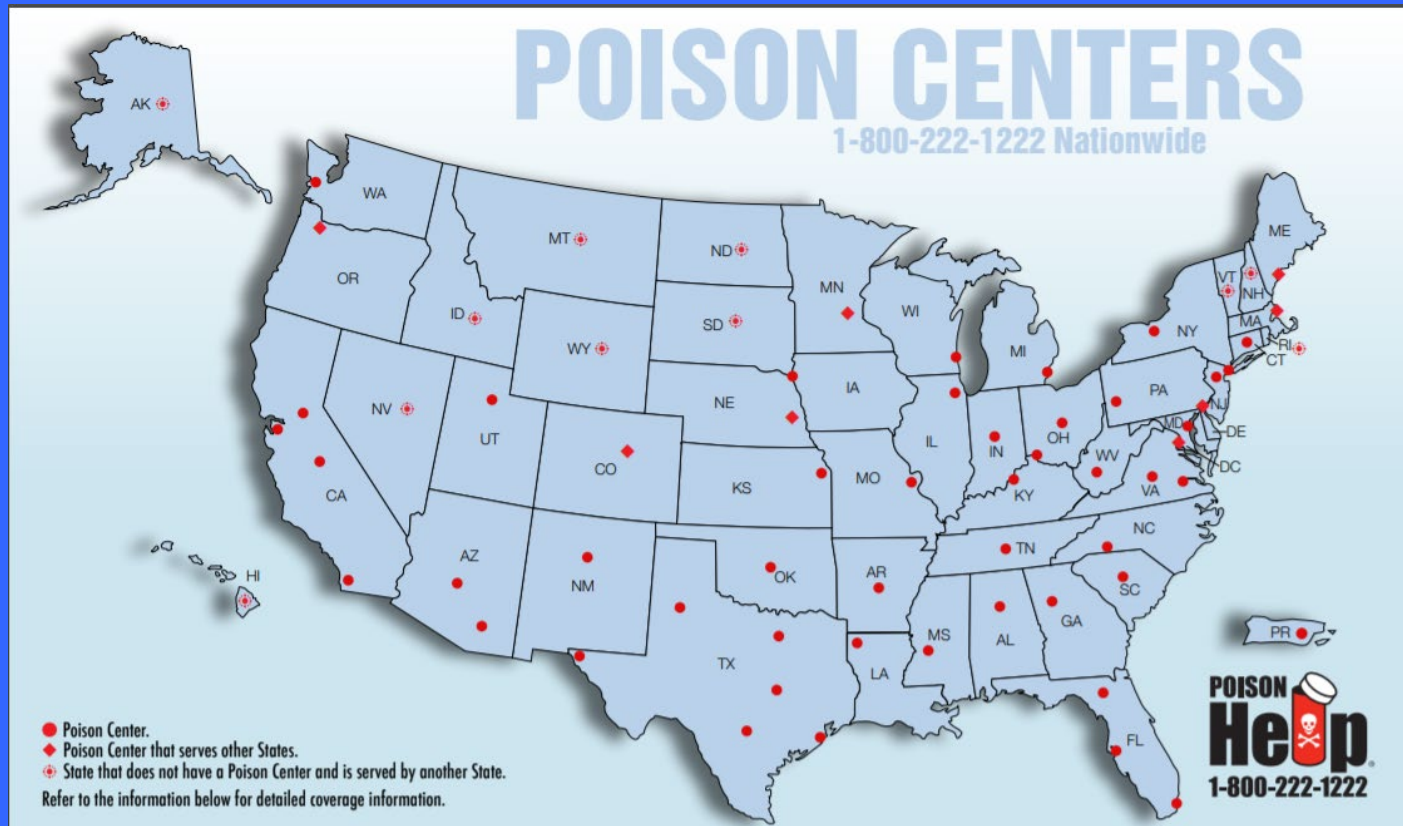 POISON CENTERS
1-800-222-1222 Nationwide
AK
WA
MT
ND
MN
ME
VT
NH
OR
ID
SD
WI
MI
NY
MA
RI
CT
WY
IA
PA
NJ
NE
NV
UT
CO
IL
IN
OH
MD
DE
DC
WV
VA
KS
MO
KY
CA
NC
TN
AZ
NM
OK
AR
SC
HI
MS
AL
GA
TX
LA
PR
FL
Poison Center.
Poison Center that serves other States.
State that does not have a Poison Center and is served by another State.
Refer to the information below for detailed coverage information.
POISON
Help®
1-800-222-1222